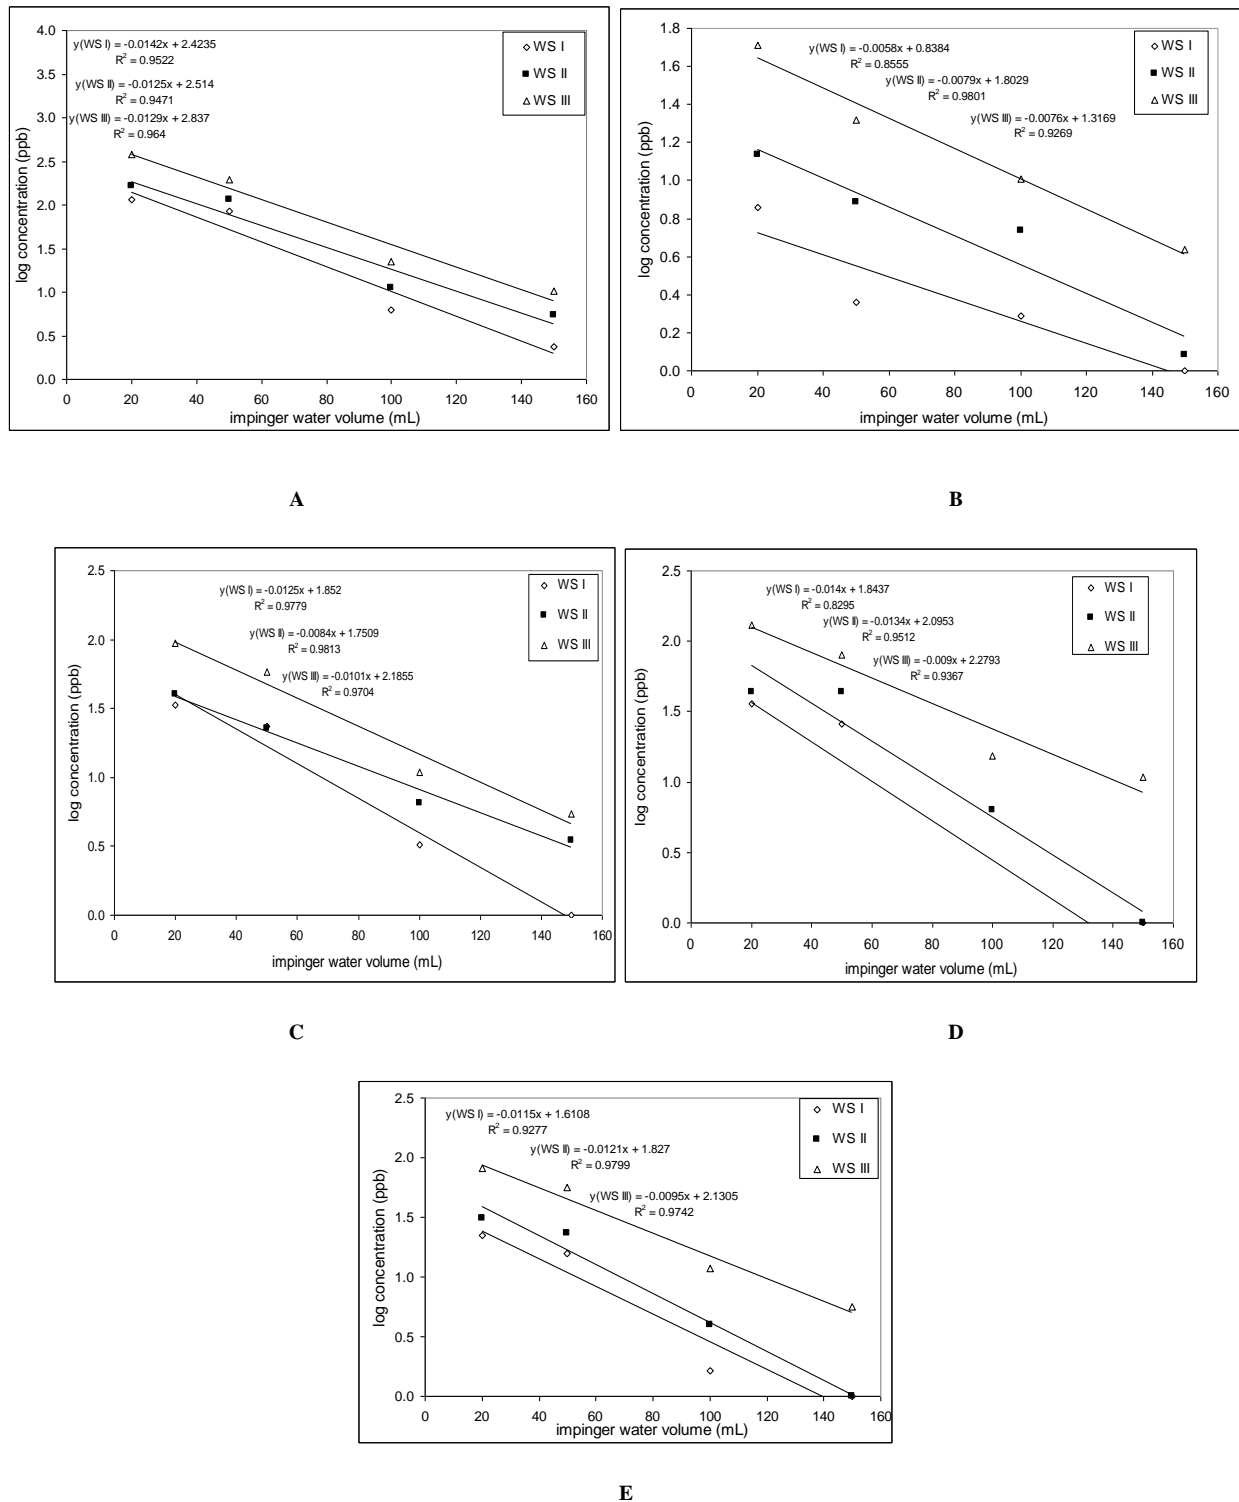 4.0
3.5
3.0
2.5
2.0
1.5
1.0
0.5
0.0
log concentration (ppb)
y(WS I) = -0.0142x + 2.4235
R² = 0.9522
y(WS II) = -0.0125x + 2.514
R² = 0.9471
y(WS III) = -0.0129x + 2.837
R² = 0.964
WS I
WS II
WS III
0 20 40 60 80 100 120 140 160
impinger water volume (mL)
A
1.8
1.6
1.4
1.2
1.0
0.8
0.6
0.4
0.2
0.0
log concentration (ppb)
y(WS I) = -0.0058x + 0.8384
R² = 0.8555
y(WS II) = -0.0079x + 1.8029
R² = 0.9801
y(WS III) = -0.0076x + 1.3169
R² = 0.9269
WS I
WS II
WS III
0 20 40 60 80 100 120 140 160
impinger water volume (mL)
B
2.5
2.0
1.5
1.0
0.5
0.0
log concentration (ppb)
y(WS I) = -0.0125x + 1.852
R² = 0.9779
y(WS II) = -0.0084x + 1.7509
R² = 0.9813
y(WS III) = -0.0101x + 2.1855
R² = 0.9704
WS I
WS II
WS III
0 20 40 60 80 100 120 140 160
impinger water volume (mL)
C
2.5
2.0
1.5
1.0
0.5
0.0
log concentration (ppb)
y(WS I) = -0.014x + 1.8437
R² = 0.8295
y(WS II) = -0.0134x + 2.0953
R² = 0.9512
y(WS III) = -0.009x + 2.2793
R² = 0.9367
WS I
WS II
WS III
0 20 40 60 80 100 120 140 160
impinger water volume (mL)
D
2.5
2.0
1.5
1.0
0.5
0.0
log concentration (ppb)
y(WS I) = -0.0115x + 1.6108
R² = 0.9277
y(WS II) = -0.0121x + 1.827
R² = 0.9799
y(WS III) = -0.0095x + 2.1305
R² = 0.9742
WS I
WS II
WS III
0 20 40 60 80 100 120 140 160
impinger water volume (mL)
E